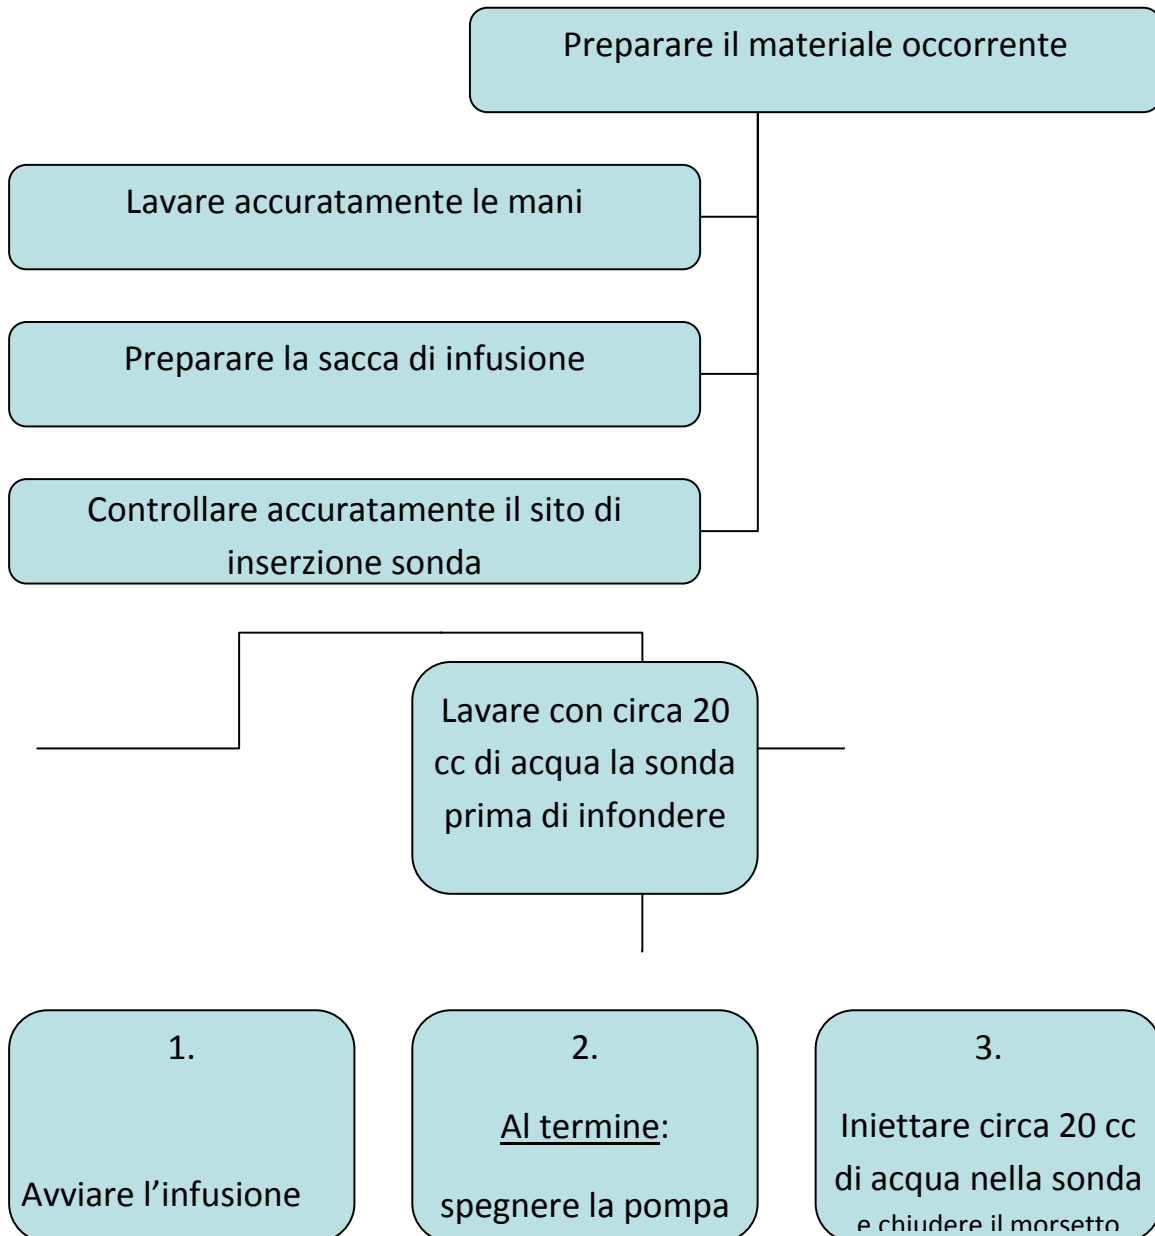 Preparare il materiale occorrente
Lavare accuratamente le mani
Preparare la sacca di infusione
Controllare accuratamente il sito di
inserzione sonda
Lavare con circa 20
cc di acqua la sonda
prima di infondere
1.
Avviare l’infusione
2.
Al termine:
spegnere la pompa
3.
Iniettare circa 20 cc
di acqua nella sonda
e chiudere il morsetto